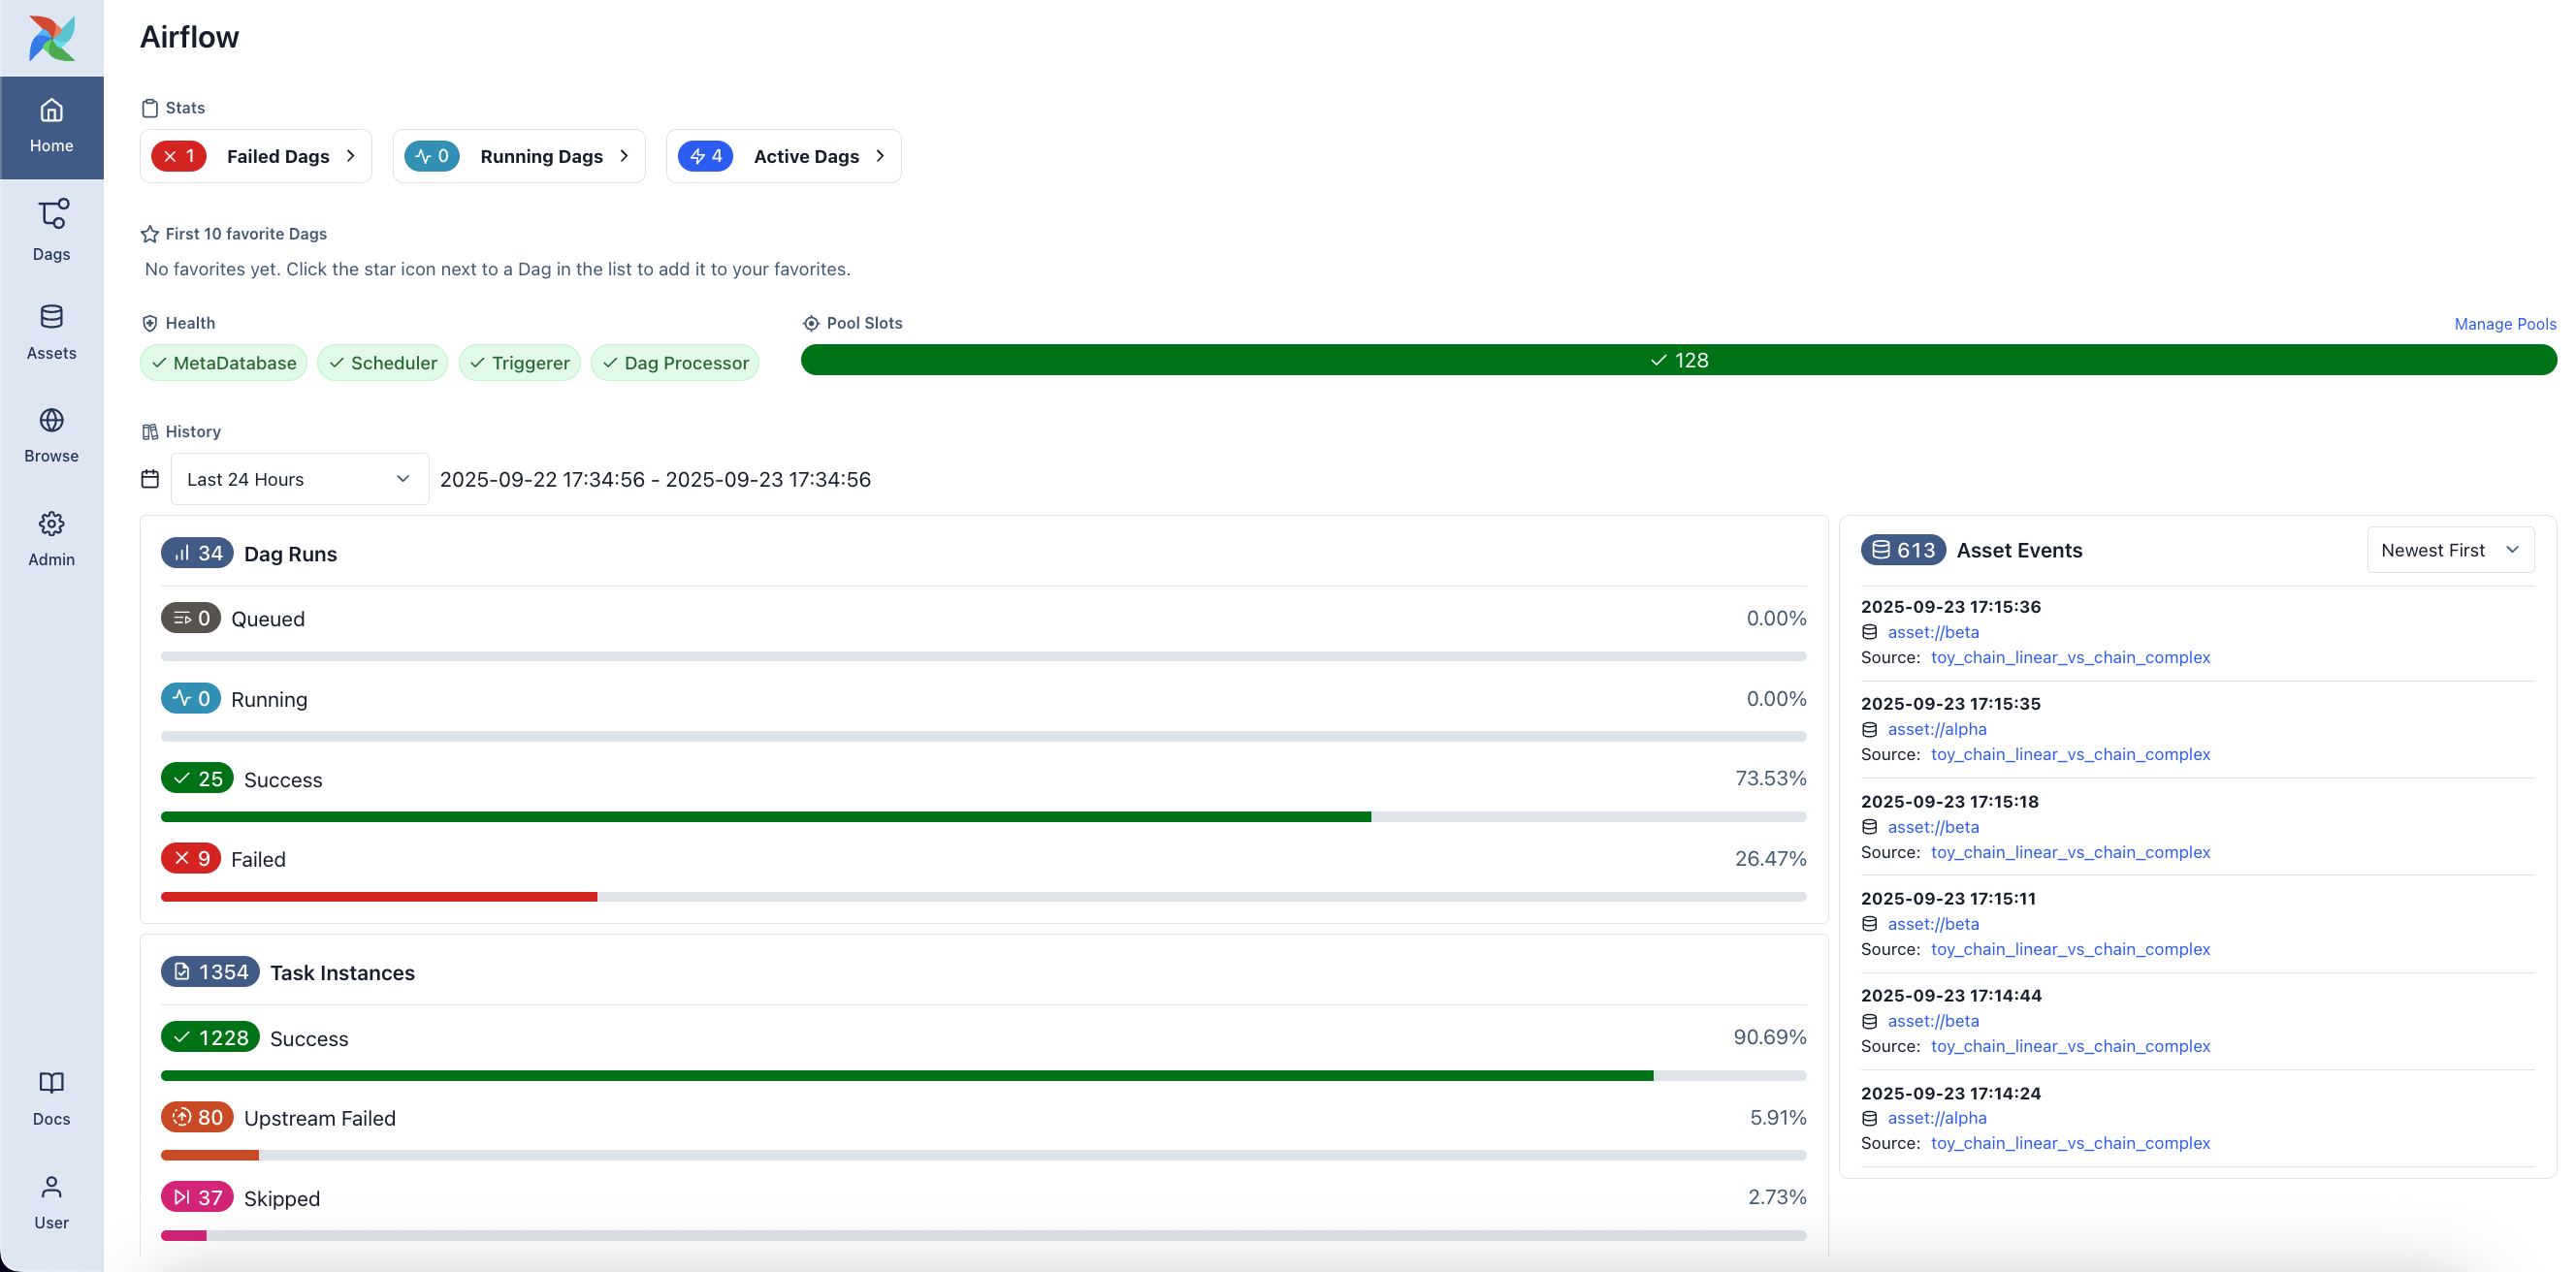 Airflow
Home
Dags
Assets
Browse
Admin
Docs
User
Stats
1 Failed Dags
0 Running Dags
4 Active Dags
First 10 favorite Dags
No favorites yet. Click the star icon next to a Dag in the list to add it to your favorites.
Health
MetaDatabase Scheduler Triggerer Dag Processor
Pool Slots
Manage Pools
128
History
Last 24 Hours 2025-09-22 17:34:56 - 2025-09-23 17:34:56
34 Dag Runs
0 Queued 0.00%
0 Running 0.00%
25 Success 73.53%
9 Failed 26.47%
1354 Task Instances
1228 Success 90.69%
80 Upstream Failed 5.91%
37 Skipped 2.73%
613 Asset Events Newest First
2025-09-23 17:15:36
asset://beta
Source: toy_chain_linear_vs_chain_complex
2025-09-23 17:15:35
asset://alpha
Source: toy_chain_linear_vs_chain_complex
2025-09-23 17:15:18
asset://beta
Source: toy_chain_linear_vs_chain_complex
2025-09-23 17:15:11
asset://beta
Source: toy_chain_linear_vs_chain_complex
2025-09-23 17:14:44
asset://beta
Source: toy_chain_linear_vs_chain_complex
2025-09-23 17:14:24
asset://alpha
Source: toy_chain_linear_vs_chain_complex